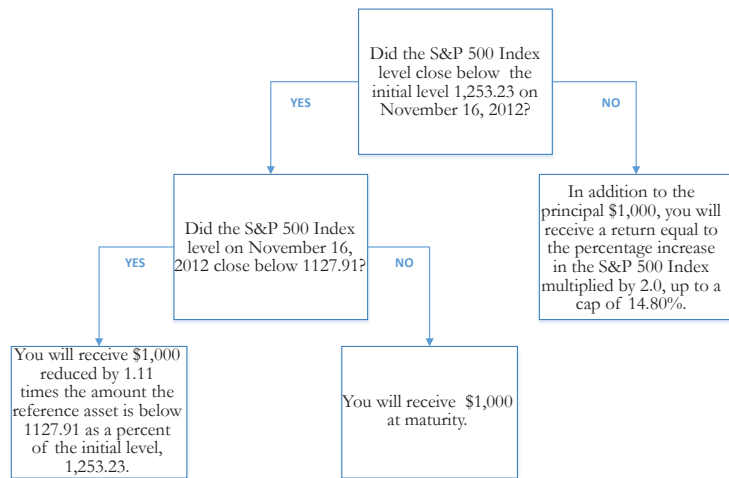 Did the S&P 500 Index
level close below the
initial level 1,253.23 on
November 16, 2012?
YES
NO
Did the S&P 500 Index
level on November 16,
2012 close below 1127.91?
In addition to the
principal $1,000, you will
receive a return equal to
the percentage increase
in the S&P 500 Index
multiplied by 2.0, up to a
cap of 14.80%.
YES
NO
You will receive $1,000
reduced by 1.11
times the amount the
reference asset is below
1127.91 as a percent
of the initial level,
1,253.23.
You will receive $1,000
at maturity.